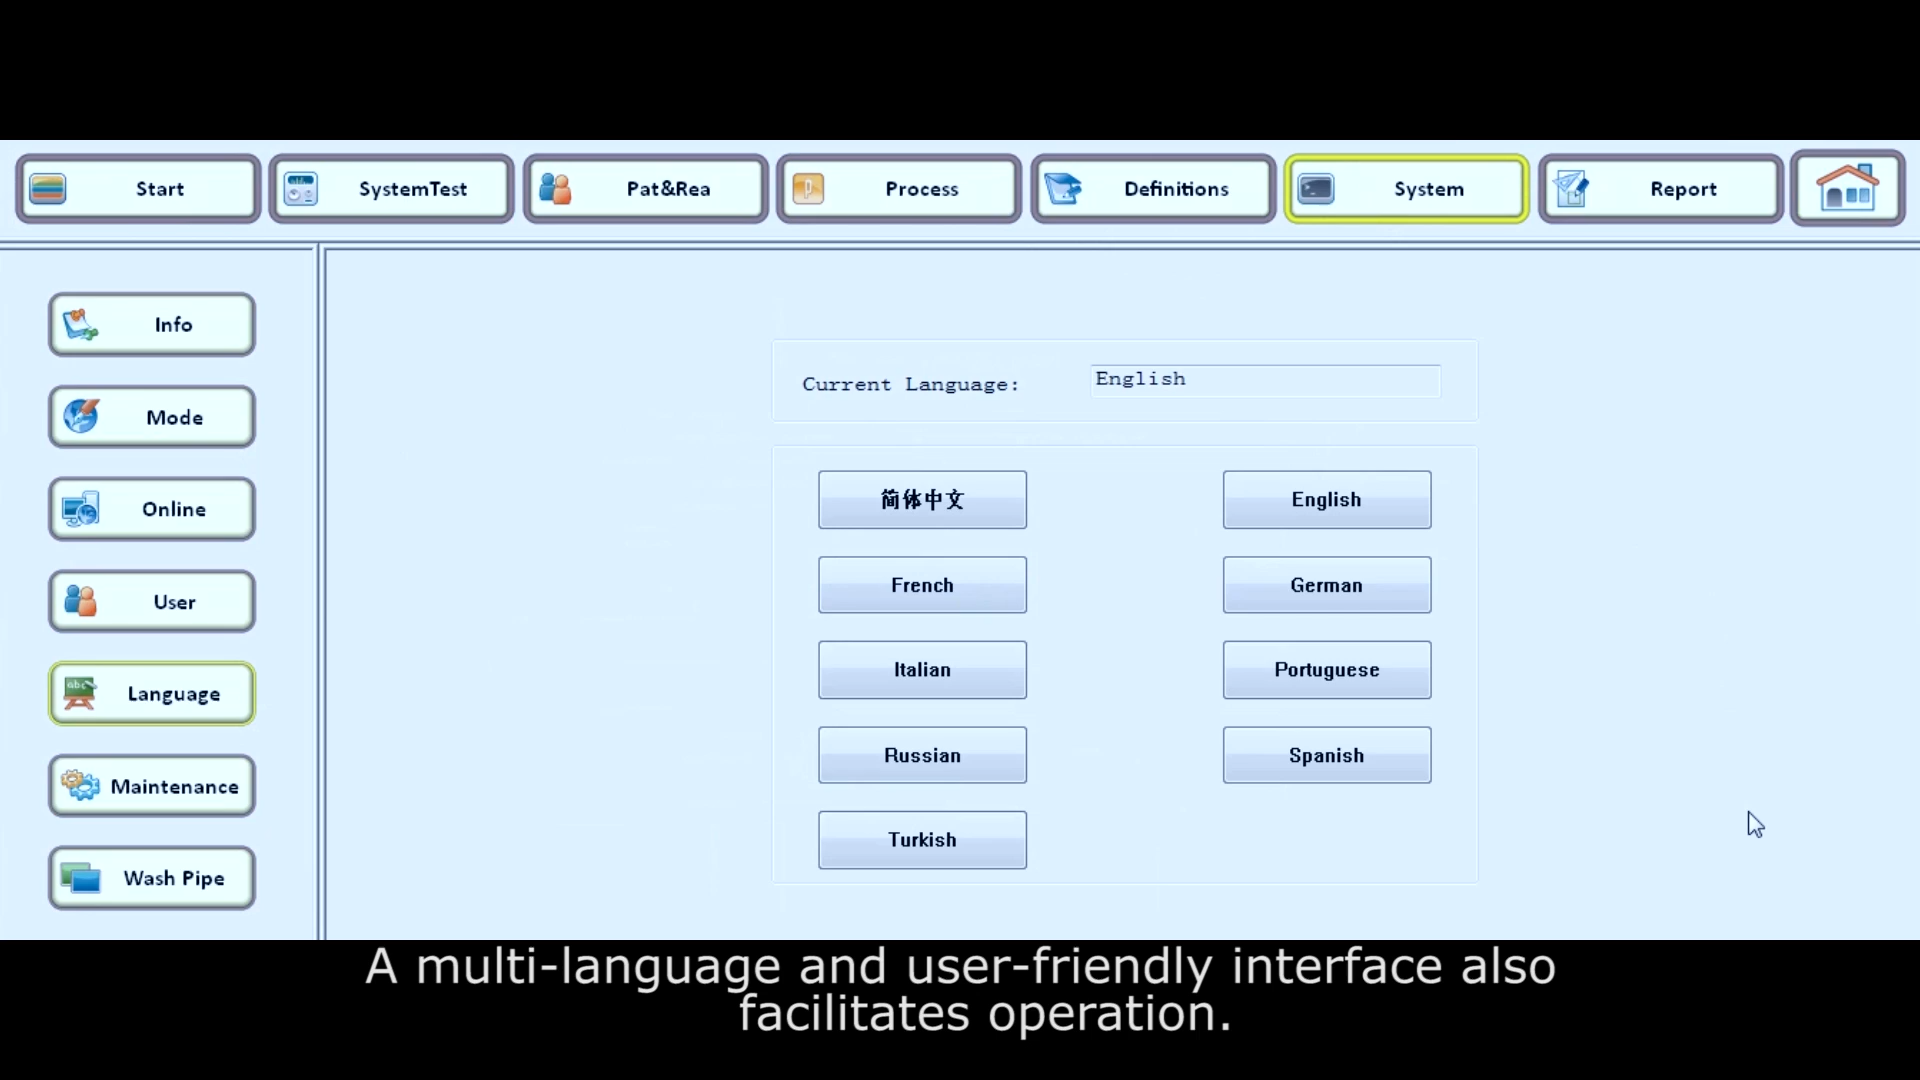 Start
SystemTest
Pat&Rea
Process
Definitions
System
Report
Info
Mode
Online
User
Language
Maintenance
Wash Pipe
Current Language: English
简体中文
English
French
German
Italian
Portuguese
Russian
Spanish
Turkish
A multi-language and user-friendly interface also
facilitates operation.